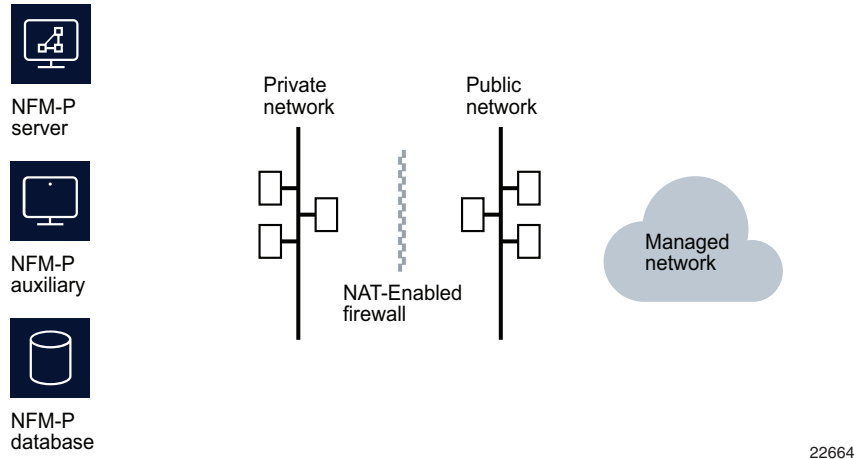 NFM-P
server
NFM-P
auxiliary
NFM-P
database
Private
network
NAT-Enabled
firewall
Public
network
Managed
network
22664